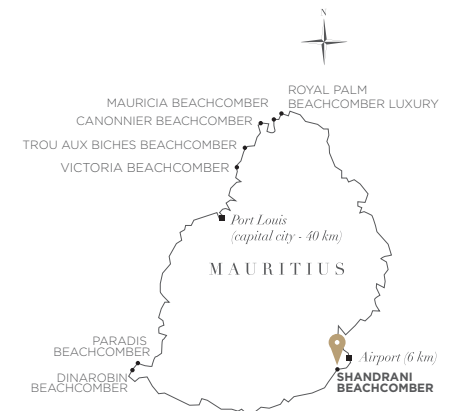 N
ROYAL PALM
BEACHCOMBER LUXURY
MAURICIA BEACHCOMBER
CANONNIER BEACHCOMBER
TROU AUX BICHES BEACHCOMBER
VICTORIA BEACHCOMBER
Port Louis
(capital city - 40 km)
MAURITIUS
PARADIS
BEACHCOMBER
DINAROBIN
BEACHCOMBER
Airport (6 km)
SHANDRANI
BEACHCOMBER